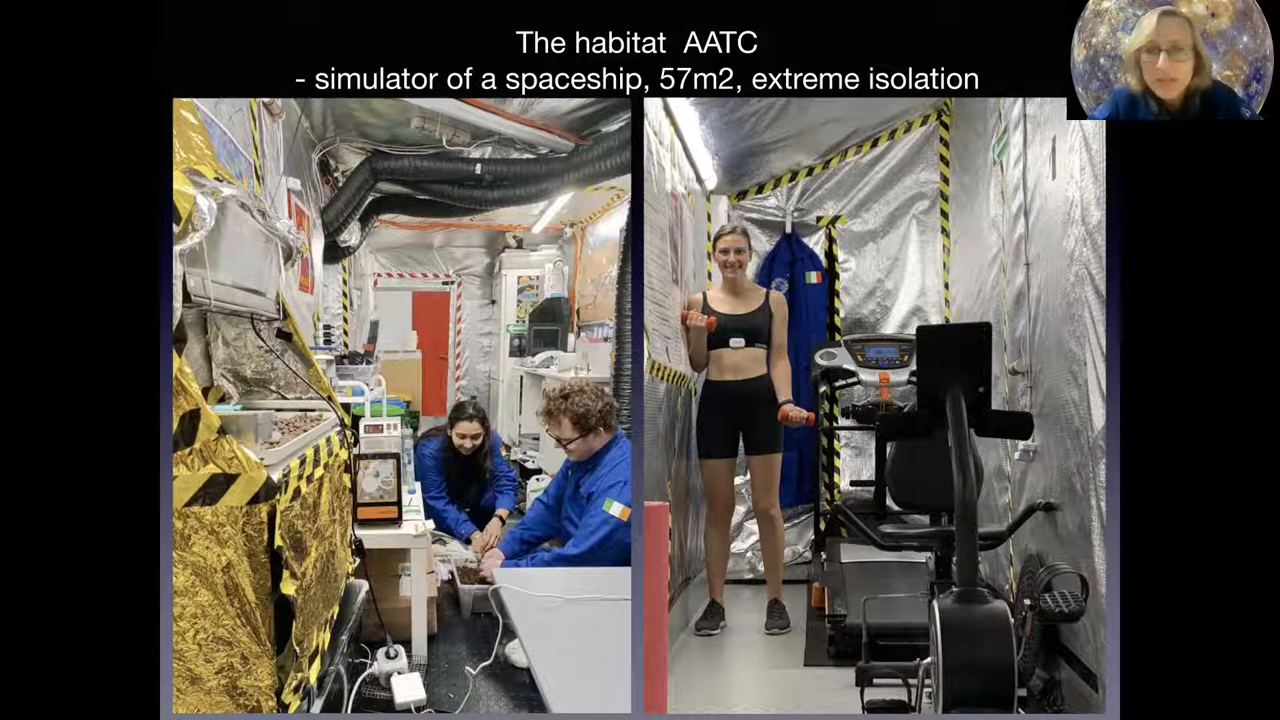 The habitat  AATC
- simulator of a spaceship, 57m2, extreme isolation